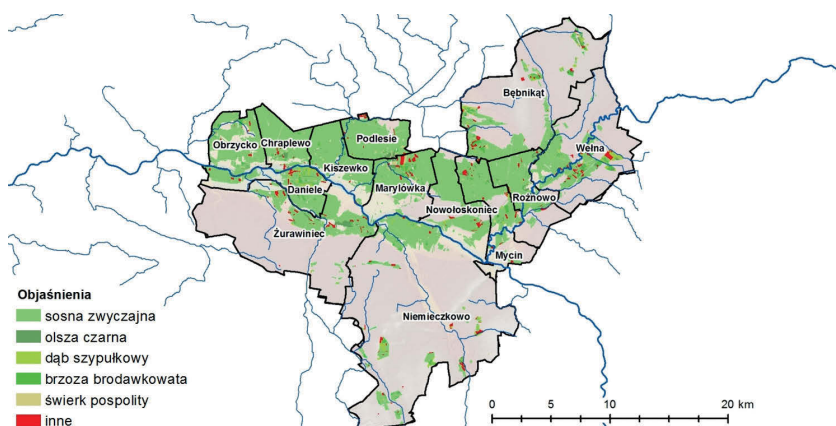 Bębnikąt
Wełna
Podlesie
Obrzycko
Chraplewo
Kiszewko
Daniele
Marylówka
Rożnowo
Nowołoskoniec
Żurawiniec
Mycin
Niemieczkowo
Objaśnienia
sosna zwyczajna
olsza czarna
dąb szypułkowy
brzoza brodawkowata
świerk pospolity
inne
0 5 10 20 km